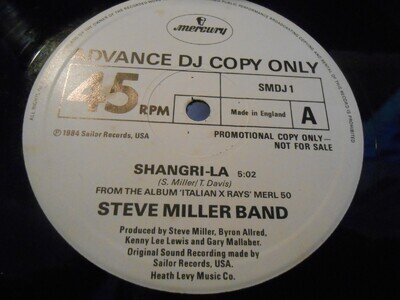 mercury
ADVANCE DJ COPY ONLY
45 RPM
SMDJ 1
Made in England
A
℗ 1984 Sailor Records, USA
PROMOTIONAL COPY ONLY—
NOT FOR SALE
SHANGRI-LA 5:02
(S. Miller/T. Davis)
FROM THE ALBUM 'ITALIAN X RAYS' MERL 50
STEVE MILLER BAND
Produced by Steve Miller, Byron Allred,
Kenny Lee Lewis and Gary Mallaber.
Original Sound Recording made by
Sailor Records, USA.
Heath Levy Music Co.